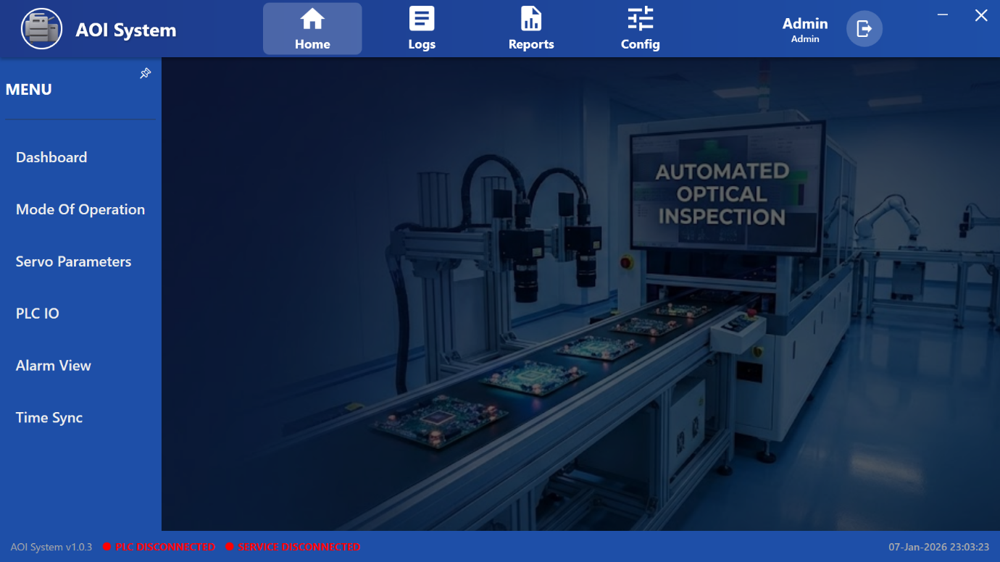 AOI System
Home
Logs
Reports
Config
Admin
Admin
MENU
Dashboard
Mode Of Operation
Servo Parameters
PLC IO
Alarm View
Time Sync
AUTOMATED
OPTICAL
INSPECTION
AOI System v1.0.3
PLC DISCONNECTED
SERVICE DISCONNECTED
07-Jan-2026 23:03:23